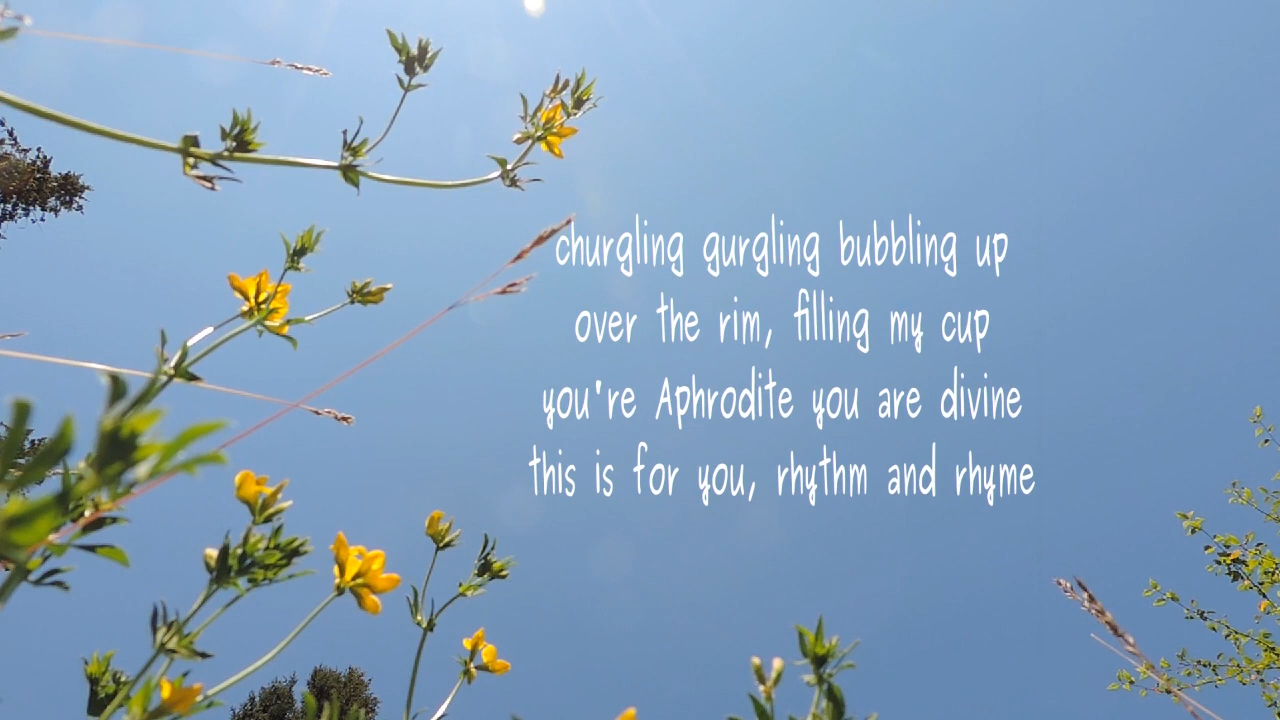 churgling gurgling bubbling up
over the rim, filling my cup
you're Aphrodite you are divine
this is for you, rhythm and rhyme